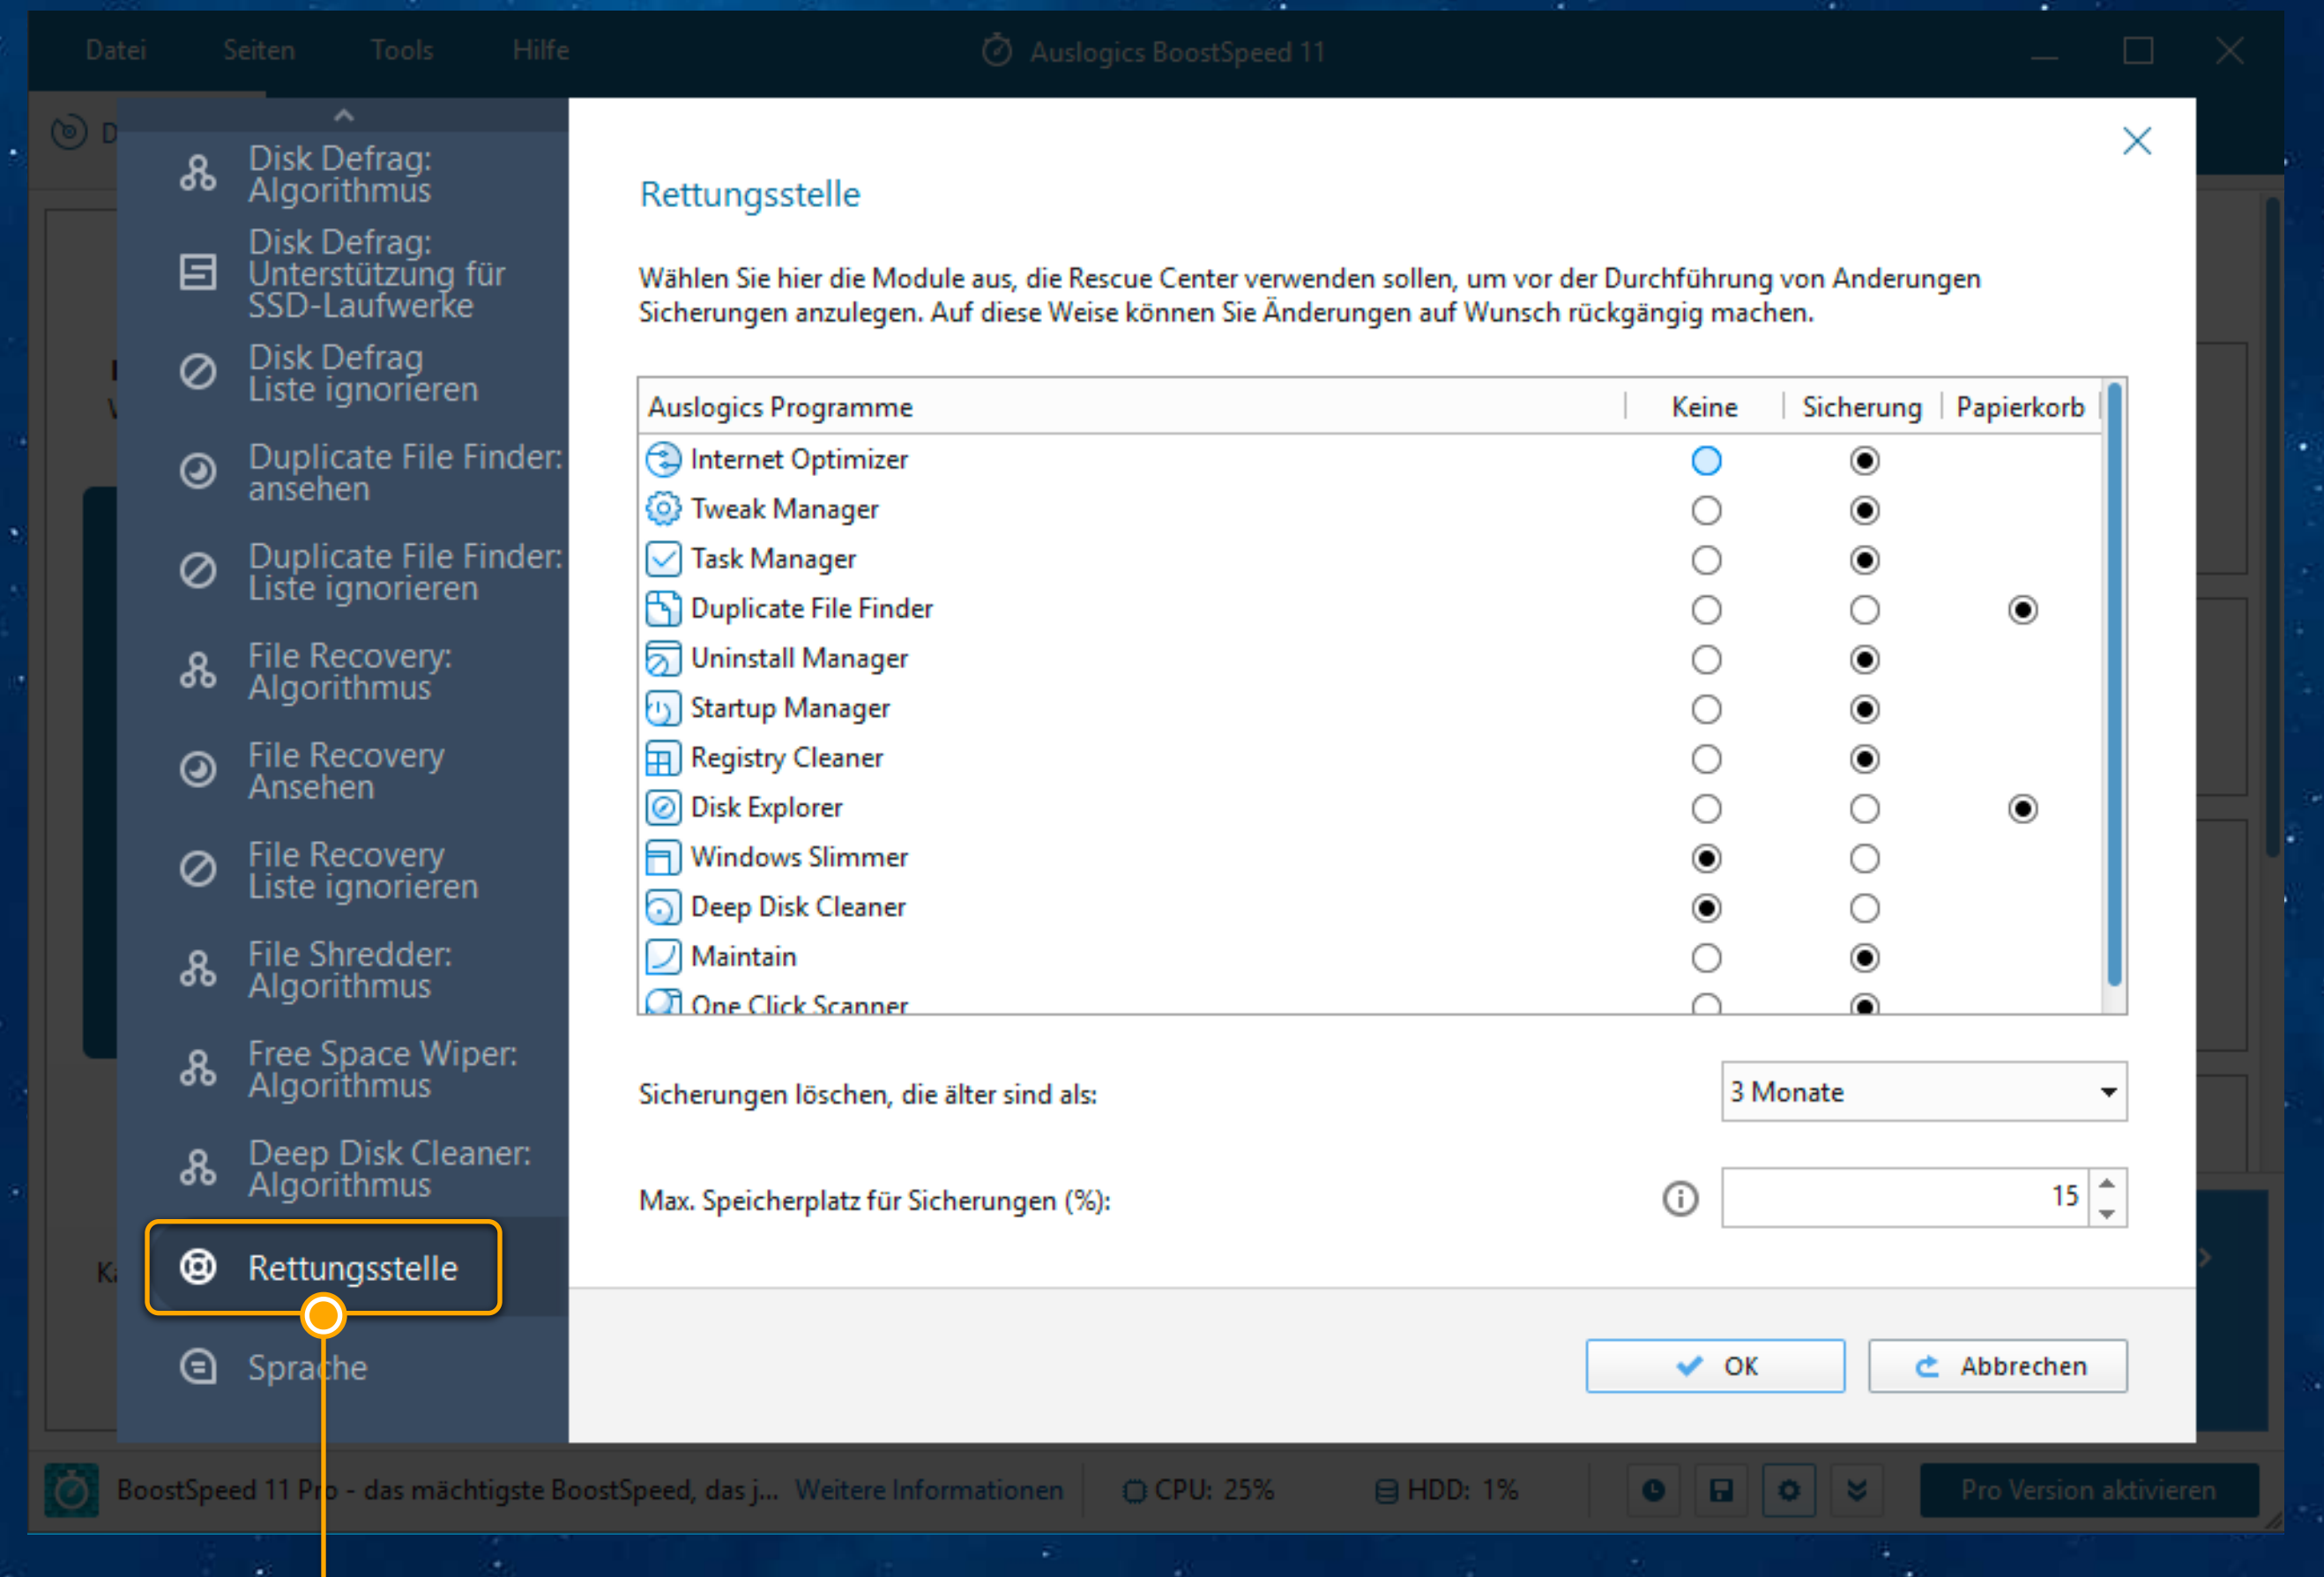 Datei Seiten Tools Hilfe
Auslogics BoostSpeed 11
Disk Defrag:
Algorithmus
Disk Defrag:
Unterstützung für
SSD-Laufwerke
Disk Defrag
Liste ignorieren
Duplicate File Finder:
ansehen
Duplicate File Finder:
Liste ignorieren
File Recovery:
Algorithmus
File Recovery
Ansehen
File Recovery
Liste ignorieren
File Shredder:
Algorithmus
Free Space Wiper:
Algorithmus
Deep Disk Cleaner:
Algorithmus
Rettungsstelle
Sprache
Rettungsstelle
Wählen Sie hier die Module aus, die Rescue Center verwenden sollen, um vor der Durchführung von Anderungen
Sicherungen anzulegen. Auf diese Weise können Sie Änderungen auf Wunsch rückgängig machen.
Auslogics Programme Keine Sicherung Papierkorb
Internet Optimizer
Tweak Manager
Task Manager
Duplicate File Finder
Uninstall Manager
Startup Manager
Registry Cleaner
Disk Explorer
Windows Slimmer
Deep Disk Cleaner
Maintain
One Click Scanner
Sicherungen löschen, die älter sind als: 3 Monate
Max. Speicherplatz für Sicherungen (%): 15
OK Abbrechen
BoostSpeed 11 Pro - das mächtigste BoostSpeed, das j... Weitere Informationen CPU: 25% HDD: 1% Pro Version aktivieren